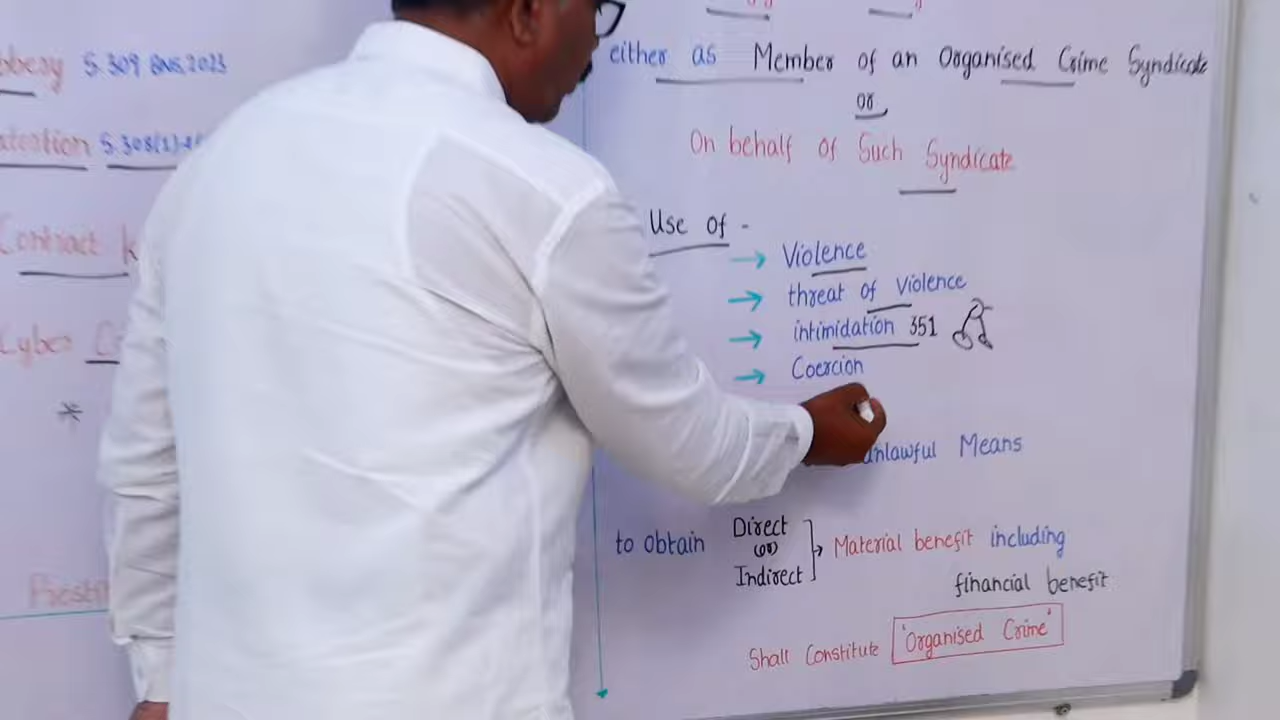 S.309 BNS, 2023
Contract
Cyber
*
either as Member of an Organised Crime Syndicate
or
On behalf of Such Syndicate
Use of -
→ Violence
→ threat of Violence
→ intimidation 351
→ Coercion
unlawful Means
to obtain Direct (or) Indirect → Material benefit including
financial benefit
Shall Constitute 'Organised Crime'